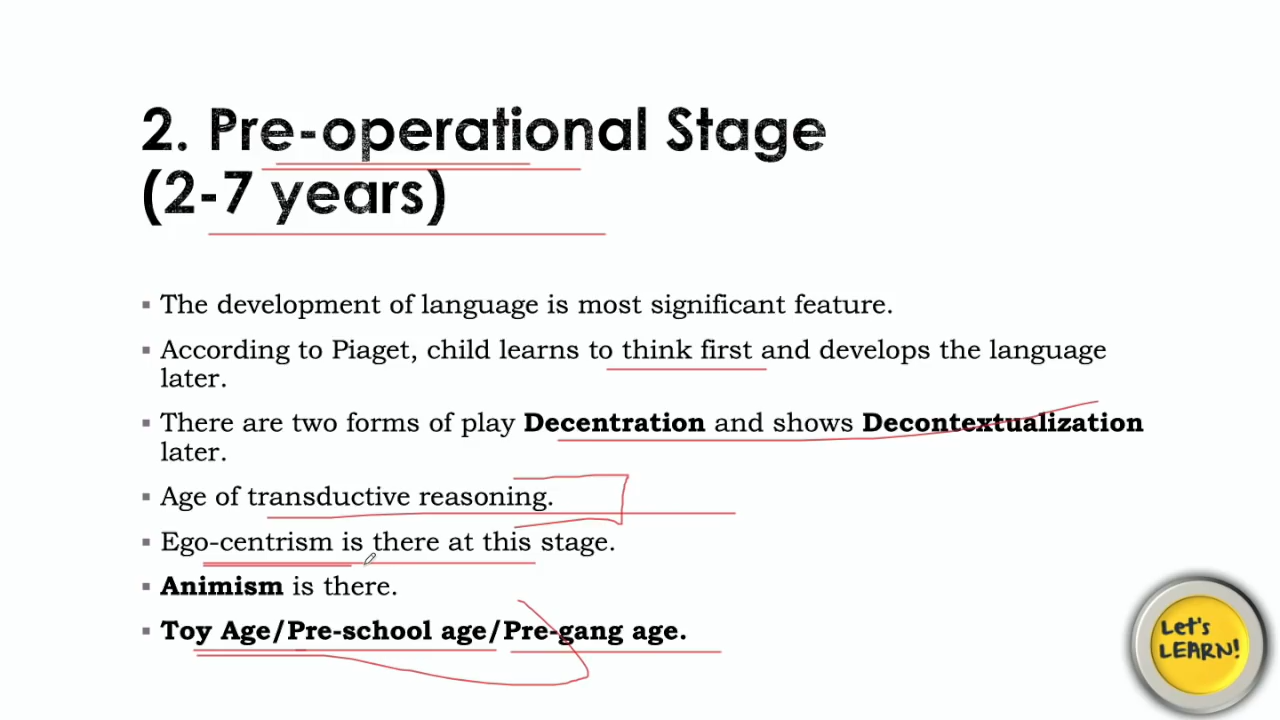 2. Pre-operational Stage
(2-7 years)
▪ The development of language is most significant feature.
▪ According to Piaget, child learns to think first and develops the language
later.
▪ There are two forms of play Decentration and shows Decontextualization
later.
▪ Age of transductive reasoning.
▪ Ego-centrism is there at this stage.
▪ Animism is there.
▪ Toy Age/Pre-school age/Pre-gang age.
Let's
LEARN!